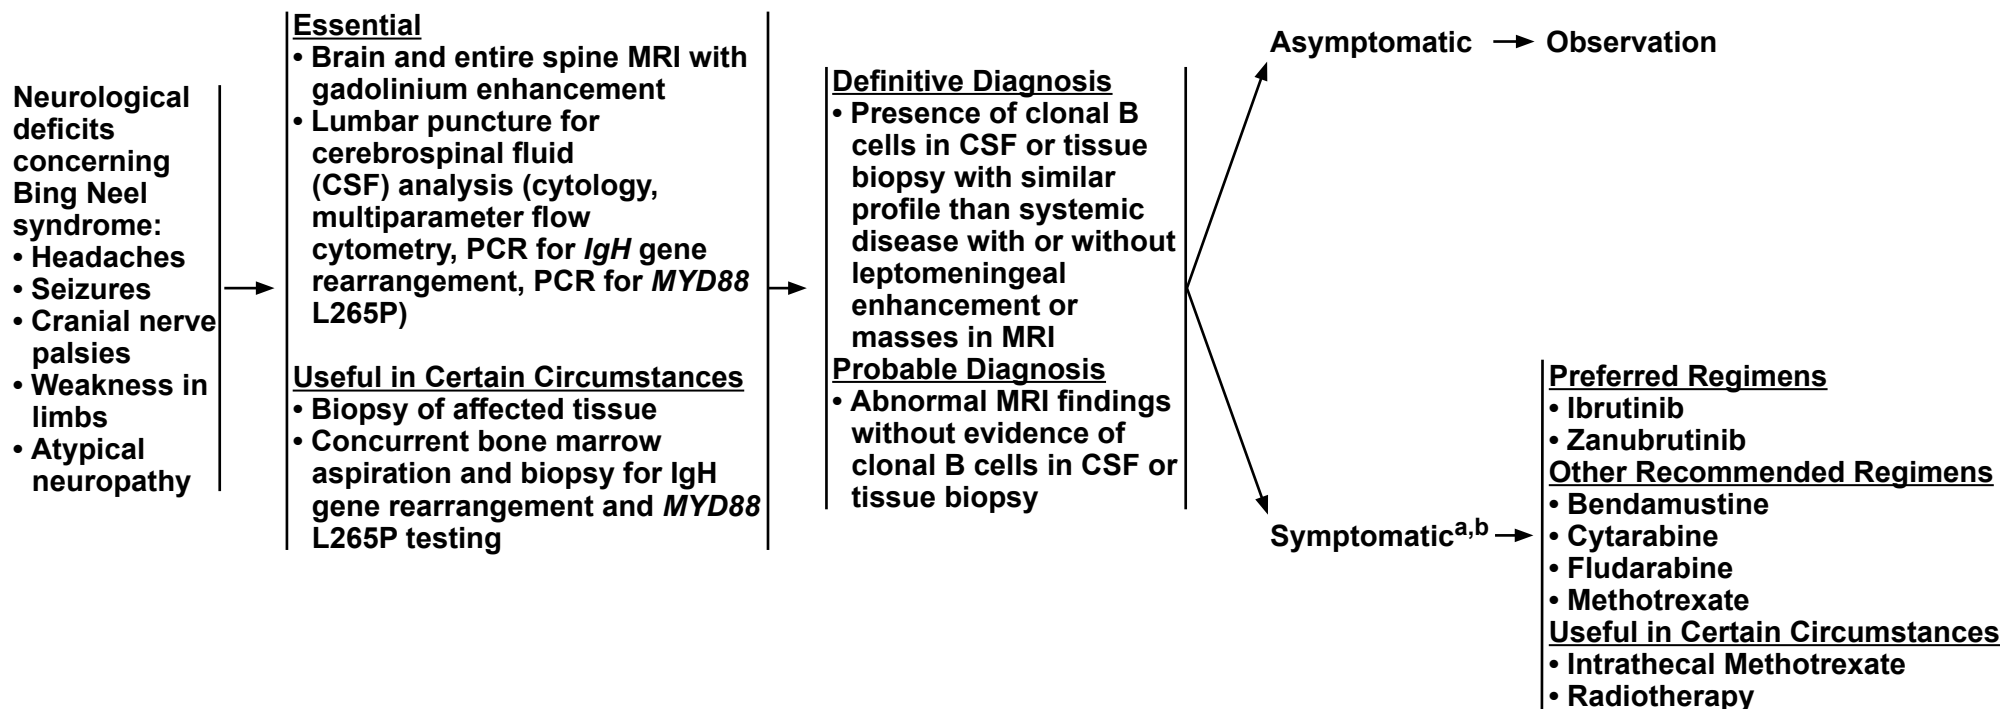 Neurological
deficits
concerning
Bing Neel
syndrome:
• Headaches
• Seizures
• Cranial nerve
palsies
• Weakness in
limbs
• Atypical
neuropathy
Essential
• Brain and entire spine MRI with
gadolinium enhancement
• Lumbar puncture for
cerebrospinal fluid
(CSF) analysis (cytology,
multiparameter flow
cytometry, PCR for IgH gene
rearrangement, PCR for MYD88
L265P)
Useful in Certain Circumstances
• Biopsy of affected tissue
• Concurrent bone marrow
aspiration and biopsy for IgH
gene rearrangement and MYD88
L265P testing
Definitive Diagnosis
• Presence of clonal B
cells in CSF or tissue
biopsy with similar
profile than systemic
disease with or without
leptomeningeal
enhancement or
masses in MRI
Probable Diagnosis
• Abnormal MRI findings
without evidence of
clonal B cells in CSF or
tissue biopsy
Asymptomatic
Observation
Symptomatic a,b
Preferred Regimens
• Ibrutinib
• Zanubrutinib
Other Recommended Regimens
• Bendamustine
• Cytarabine
• Fludarabine
• Methotrexate
Useful in Certain Circumstances
• Intrathecal Methotrexate
• Radiotherapy